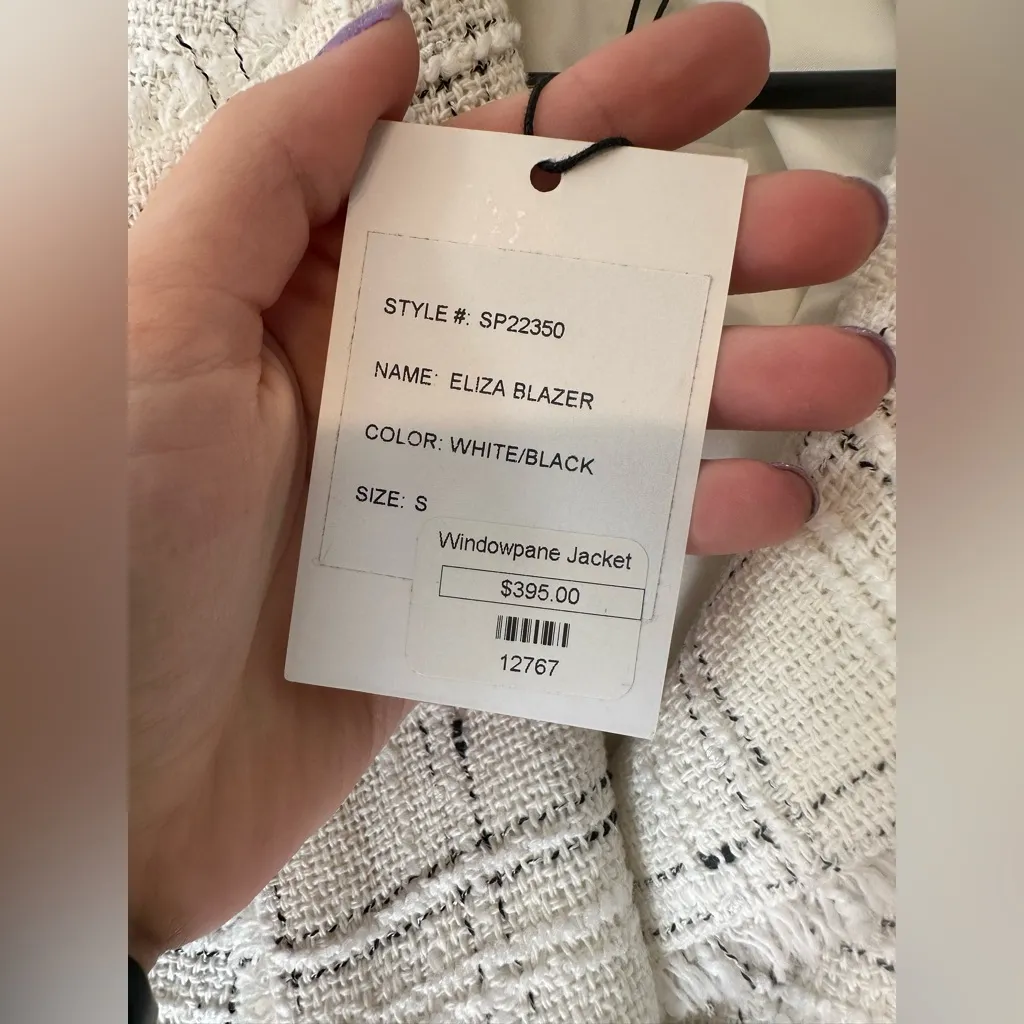 STYLE #: SP22350
NAME: ELIZA BLAZER
COLOR: WHITE/BLACK
SIZE: S
Windowpane Jacket
$395.00
12767